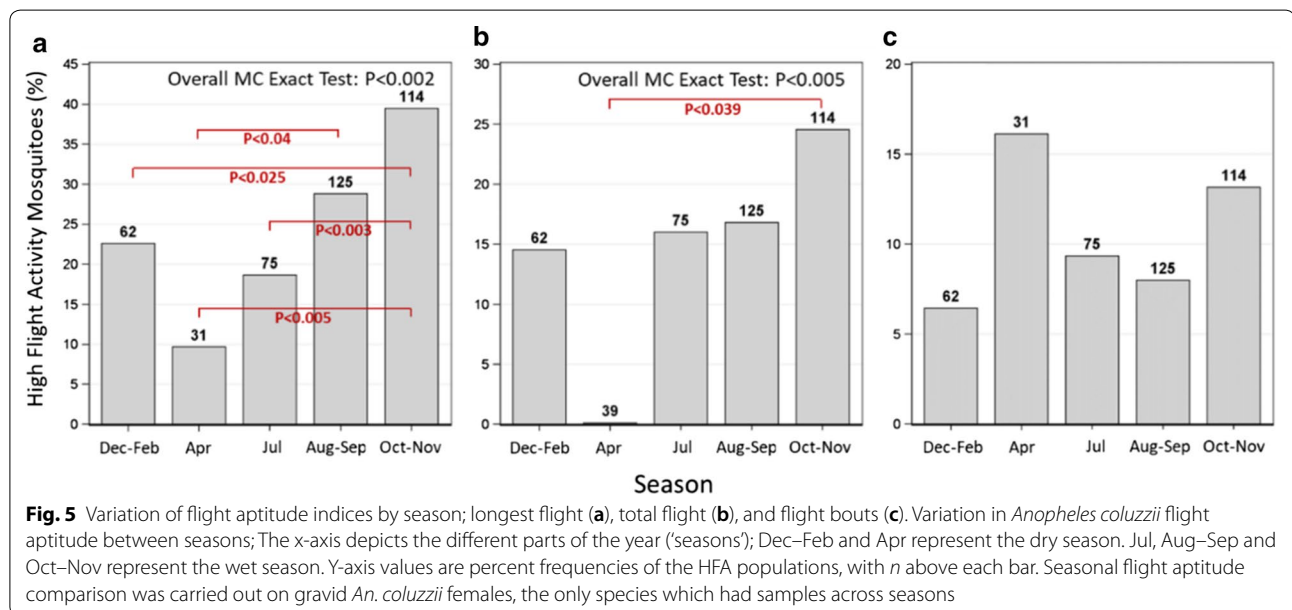 a
b
c
High Flight Activity Mosquitoes (%)
Overall MC Exact Test: P<0.002
45
40
35
30
25
20
15
10
5
0
62
31
75
125
114
P<0.04
P<0.025
P<0.003
P<0.005
Dec-Feb Apr Jul Aug-Sep Oct-Nov
Overall MC Exact Test: P<0.005
30
25
20
15
10
5
0
62
39
75
125
114
P<0.039
Dec-Feb Apr Jul Aug-Sep Oct-Nov
20
15
10
5
0
62
31
75
125
114
Dec-Feb Apr Jul Aug-Sep Oct-Nov
Season
Fig. 5 Variation of flight aptitude indices by season; longest flight (a), total flight (b), and flight bouts (c). Variation in Anopheles coluzzii flight
aptitude between seasons; The x-axis depicts the different parts of the year (‘seasons’); Dec–Feb and Apr represent the dry season. Jul, Aug–Sep and
Oct–Nov represent the wet season. Y-axis values are percent frequencies of the HFA populations, with n above each bar. Seasonal flight aptitude
comparison was carried out on gravid An. coluzzii females, the only species which had samples across seasons